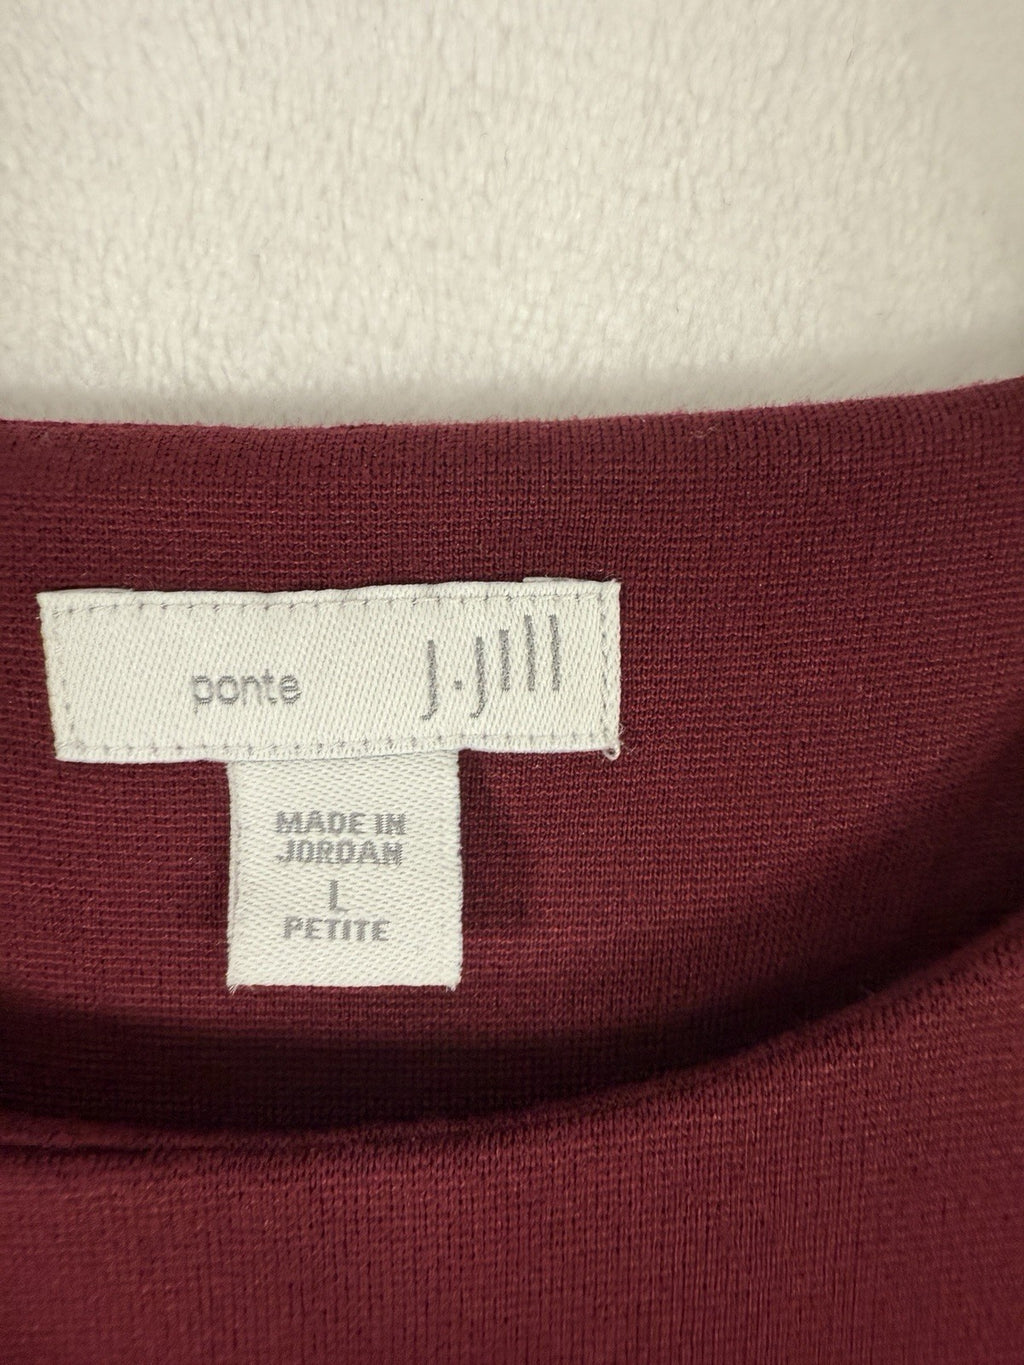 ponte J.Jill
MADE IN
JORDAN
L
PETITE